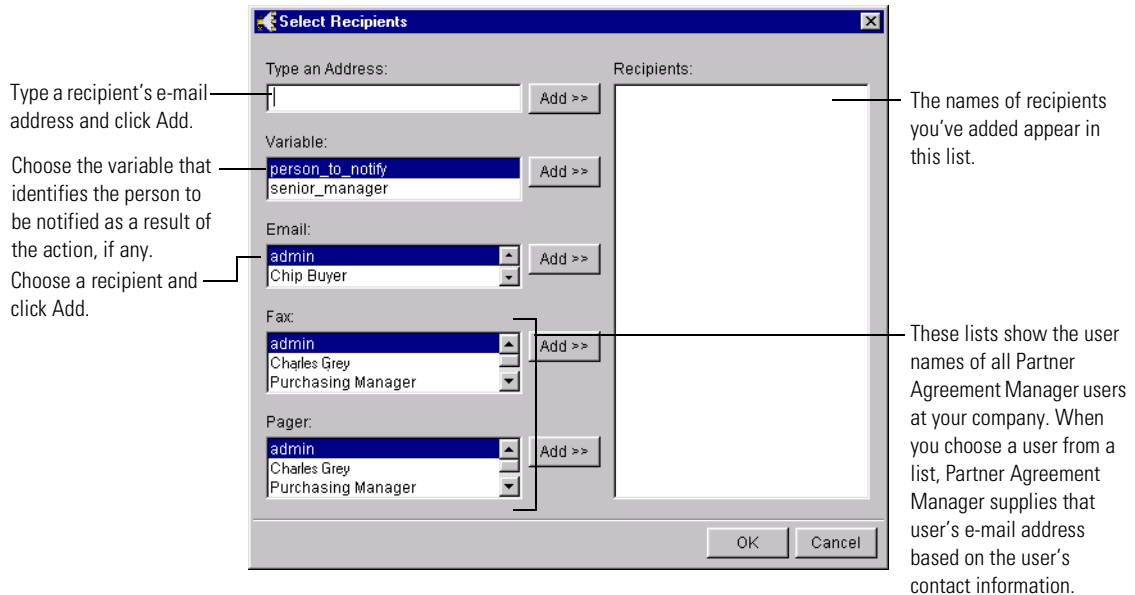 Select Recipients
Type a recipient's e-mail
address and click Add.
Choose the variable that
identifies the person to
be notified as a result of
the action, if any.
Choose a recipient and
click Add.
Type an Address:
Add >>
Variable:
person_to_notify
senior_manager
Add >>
Email:
admin
Chip Buyer
Add >>
Fax:
admin
Charles Grey
Purchasing Manager
Add >>
Pager:
admin
Charles Grey
Purchasing Manager
Add >>
Recipients:
OK
Cancel
The names of recipients
you've added appear in
this list.
These lists show the user
names of all Partner
Agreement Manager users
at your company. When
you choose a user from a
list, Partner Agreement
Manager supplies that
user's e-mail address
based on the user's
contact information.